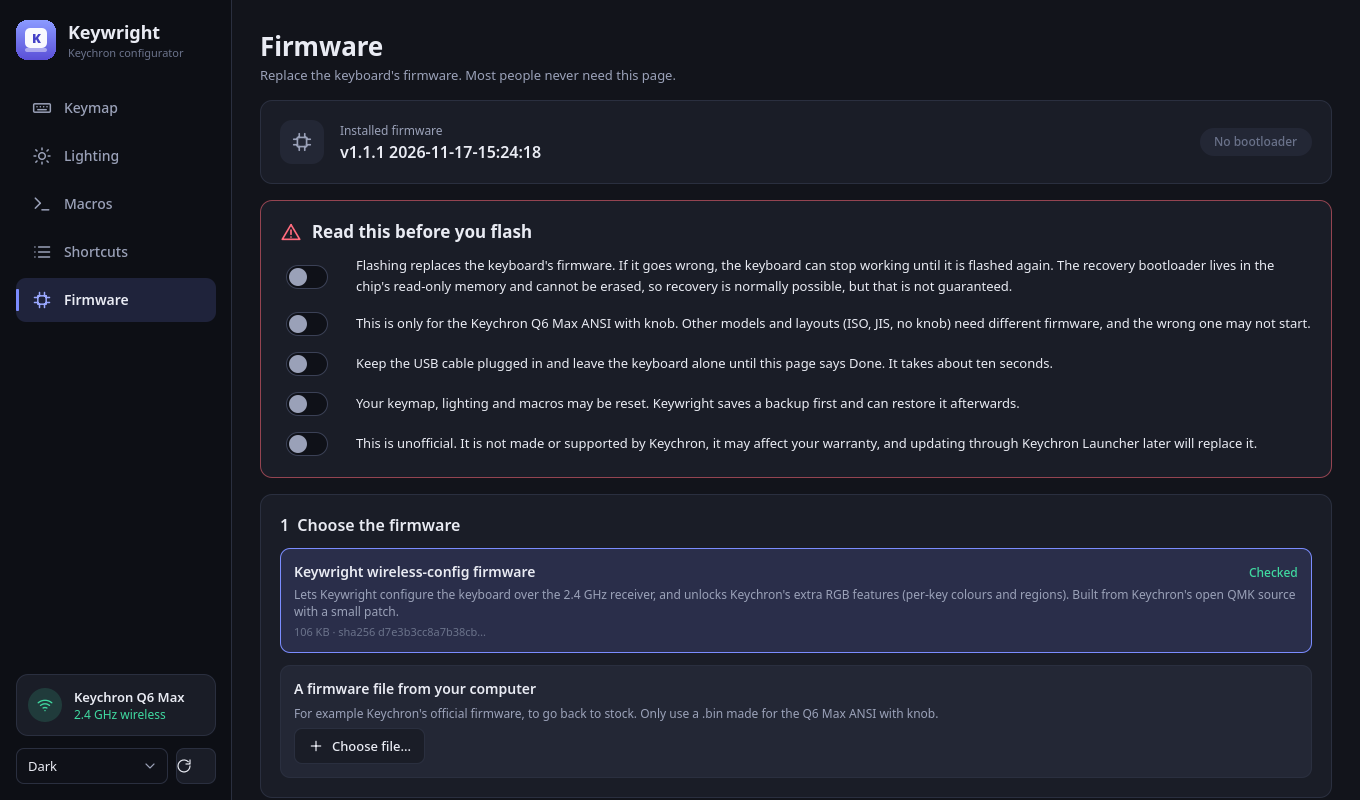 K
Keywright
Keychron configurator
Keymap
Lighting
Macros
Shortcuts
Firmware
Keychron Q6 Max
2.4 GHz wireless
Dark
Firmware
Replace the keyboard's firmware. Most people never need this page.
Installed firmware
v1.1.1 2026-11-17-15:24:18
No bootloader
Read this before you flash
Flashing replaces the keyboard's firmware. If it goes wrong, the keyboard can stop working until it is flashed again. The recovery bootloader lives in the
chip's read-only memory and cannot be erased, so recovery is normally possible, but that is not guaranteed.
This is only for the Keychron Q6 Max ANSI with knob. Other models and layouts (ISO, JIS, no knob) need different firmware, and the wrong one may not start.
Keep the USB cable plugged in and leave the keyboard alone until this page says Done. It takes about ten seconds.
Your keymap, lighting and macros may be reset. Keywright saves a backup first and can restore it afterwards.
This is unofficial. It is not made or supported by Keychron, it may affect your warranty, and updating through Keychron Launcher later will replace it.
1 Choose the firmware
Keywright wireless-config firmware
Checked
Lets Keywright configure the keyboard over the 2.4 GHz receiver, and unlocks Keychron's extra RGB features (per-key colours and regions). Built from Keychron's open QMK source
with a small patch.
106 KB · sha256 d7e3b3cc8a7b38cb…
A firmware file from your computer
For example Keychron's official firmware, to go back to stock. Only use a .bin made for the Q6 Max ANSI with knob.
Choose file…